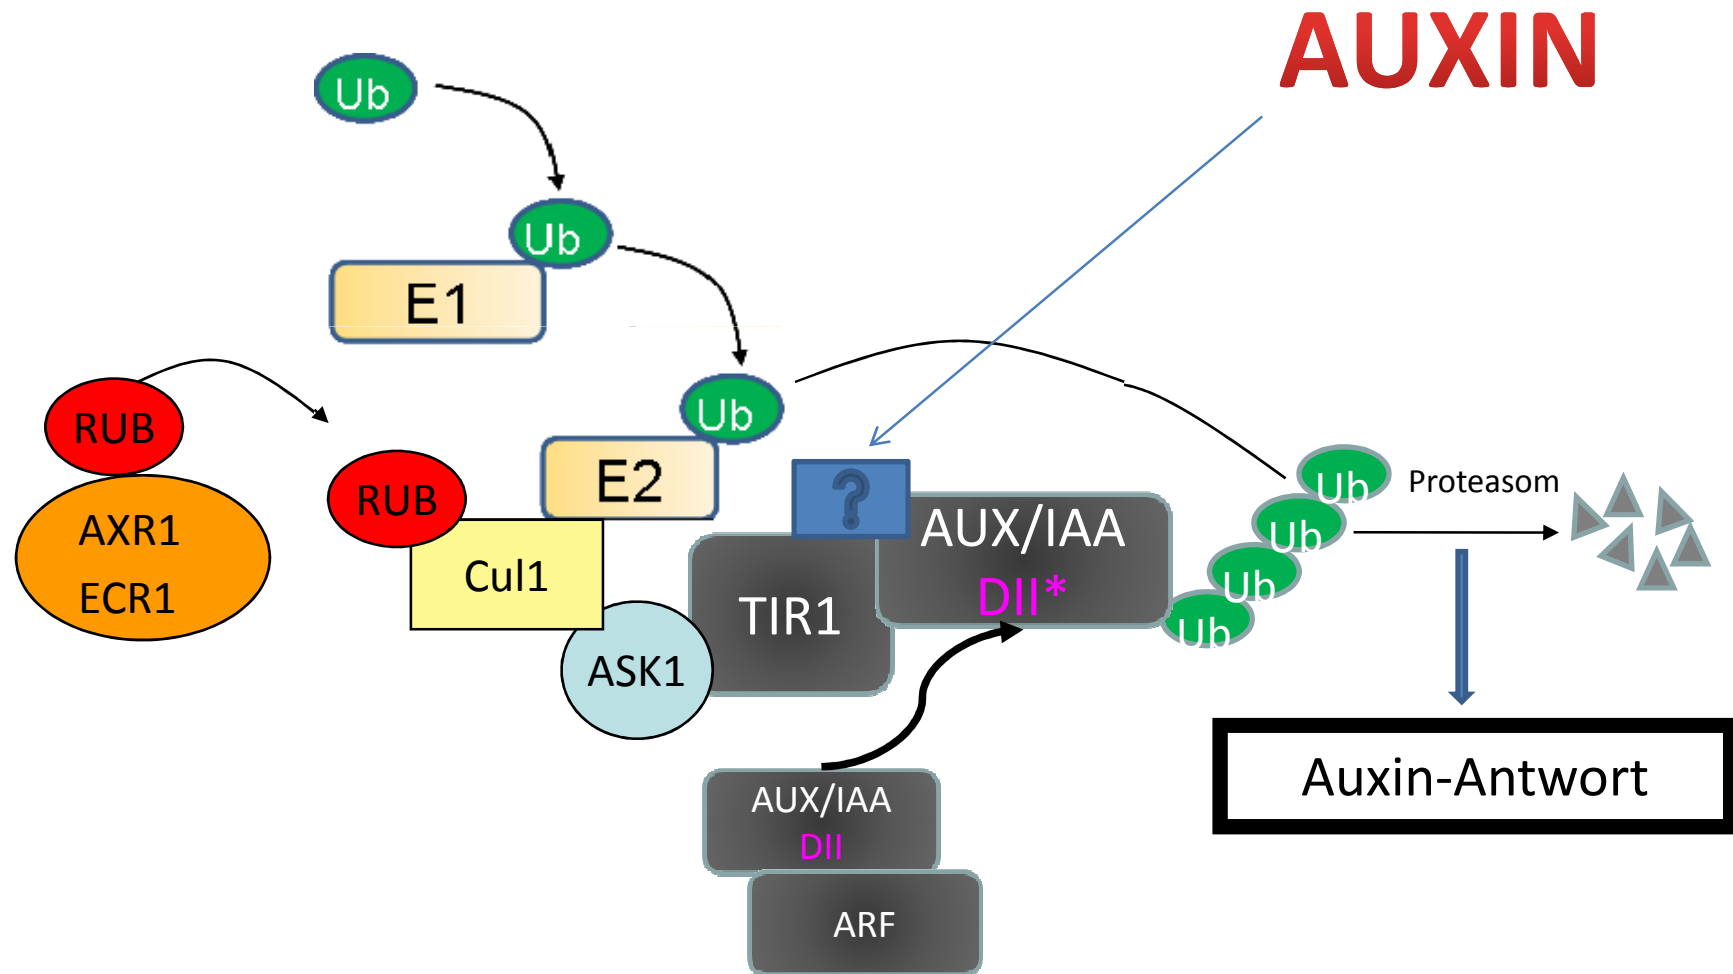 AUXIN
Ub
Ub
E1
Ub
RUB
E2
RUB
?
Ub
Proteasom
AXR1
ECR1
Cul1
AUX/IAA
DII*
Ub
Ub
Ub
TIR1
ASK1
AUX/IAA
DII
Auxin-Antwort
ARF